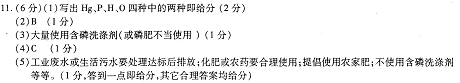 11.(6分)(1)写出Hg、P、H、O四种中的两种即给分(2分)
(2)B (1分)
(3)大量使用含磷洗涤剂(或磷肥不当使用)(1分)
(4)C (1分)
(5)工业废水或生活污水要处理达标后排放;化肥或农药要合理使用;提倡使用农家肥;不使用含磷洗涤剂
等等。(1分,答到一点即给分,其它合理答案均给分)